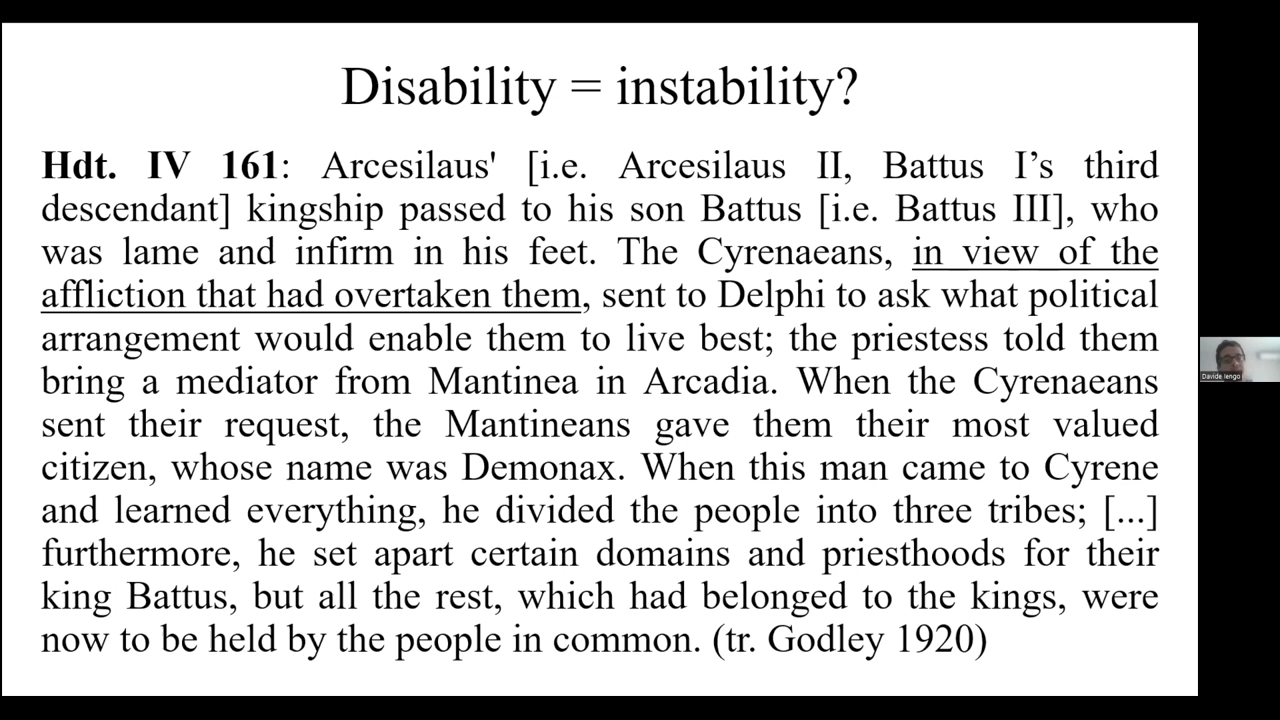 Disability = instability?
Hdt. IV 161: Arcesilaus' [i.e. Arcesilaus II, Battus I’s third
descendant] kingship passed to his son Battus [i.e. Battus III], who
was lame and infirm in his feet. The Cyrenaeans, in view of the
affliction that had overtaken them, sent to Delphi to ask what political
arrangement would enable them to live best; the priestess told them
bring a mediator from Mantinea in Arcadia. When the Cyrenaeans
sent their request, the Mantineans gave them their most valued
citizen, whose name was Demonax. When this man came to Cyrene
and learned everything, he divided the people into three tribes; [...]
furthermore, he set apart certain domains and priesthoods for their
king Battus, but all the rest, which had belonged to the kings, were
now to be held by the people in common. (tr. Godley 1920)
Davide Iengo